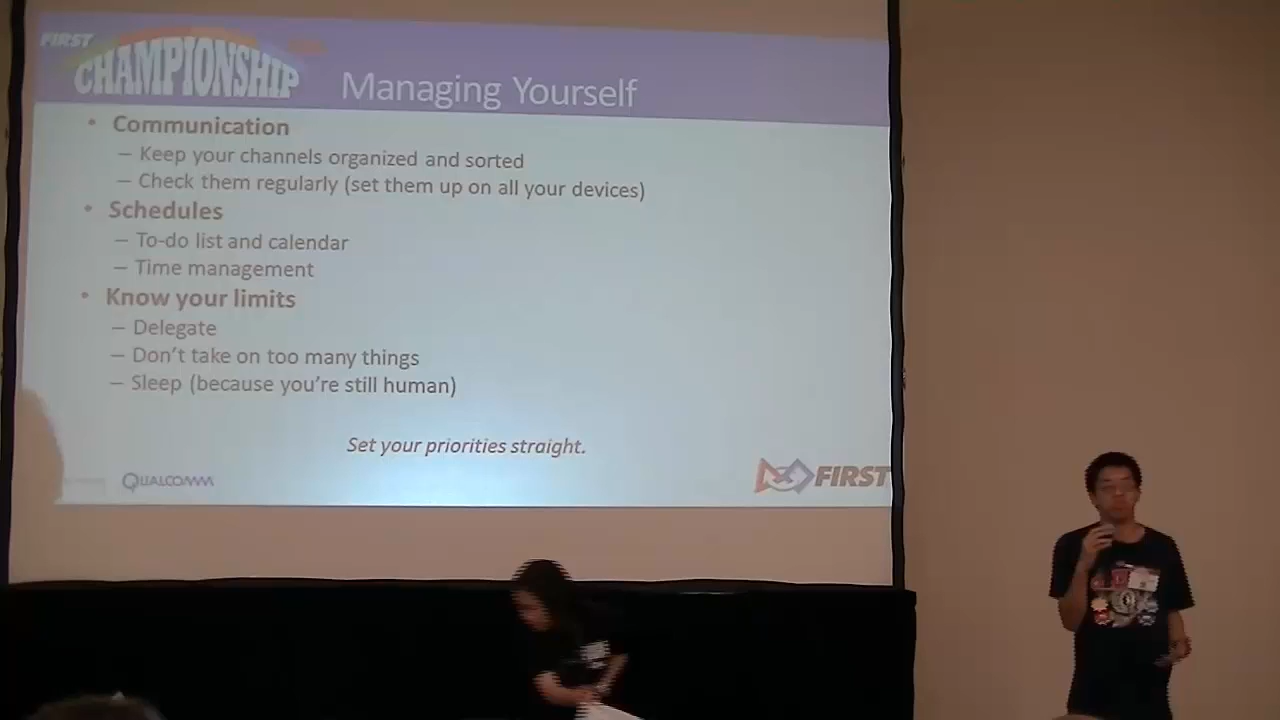 FIRST
CHAMPIONSHIP
Managing Yourself
• Communication
– Keep your channels organized and sorted
– Check them regularly (set them up on all your devices)
• Schedules
– To-do list and calendar
– Time management
• Know your limits
– Delegate
– Don't take on too many things
– Sleep (because you're still human)
Set your priorities straight.
QUALCOMM
FIRST